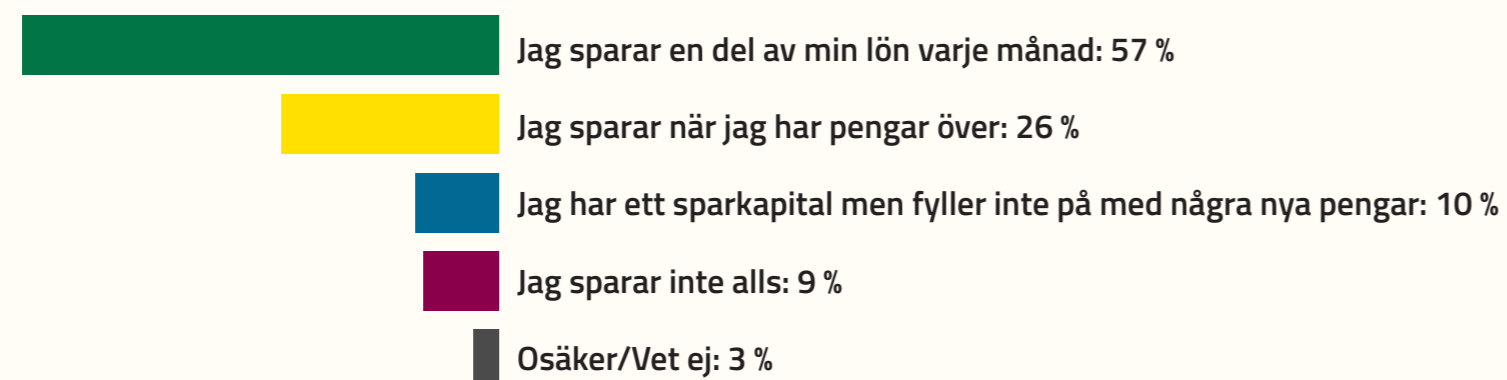 Jag sparar en del av min lön varje månad: 57 %
Jag sparar när jag har pengar över: 26 %
Jag har ett sparkapital men fyller inte på med några nya pengar: 10 %
Jag sparar inte alls: 9 %
Osäker/Vet ej: 3 %